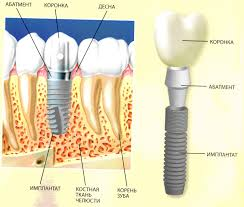 АБАТМЕНТ
КОРОНКА
ДЕСНА
КОРОНКА
АБАТМЕНТ
ИМПЛАНТАТ
ИМПЛАНТАТ
КОСТНАЯ
ТКАНЬ
ЧЕЛЮСТИ
КОРЕНЬ
ЗУБА